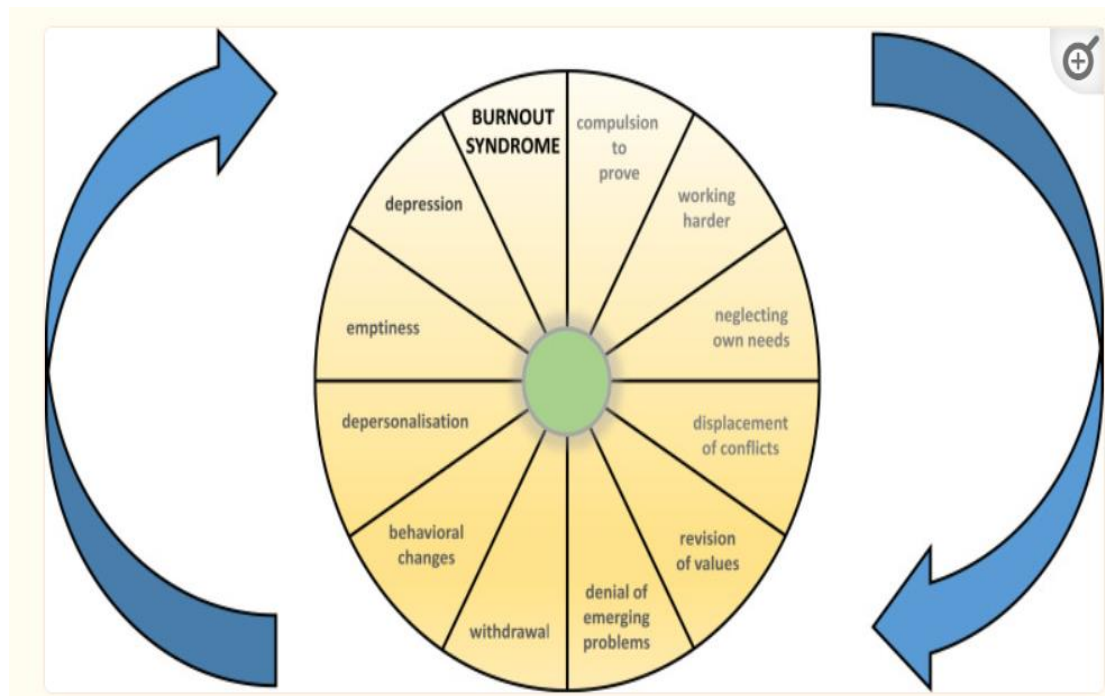 BURNOUT
SYNDROME
compulsion
to
prove
working
harder
neglecting
own needs
displacement
of conflicts
revision
of values
denial of
emerging
problems
withdrawal
behavioral
changes
depersonalisation
emptiness
depression